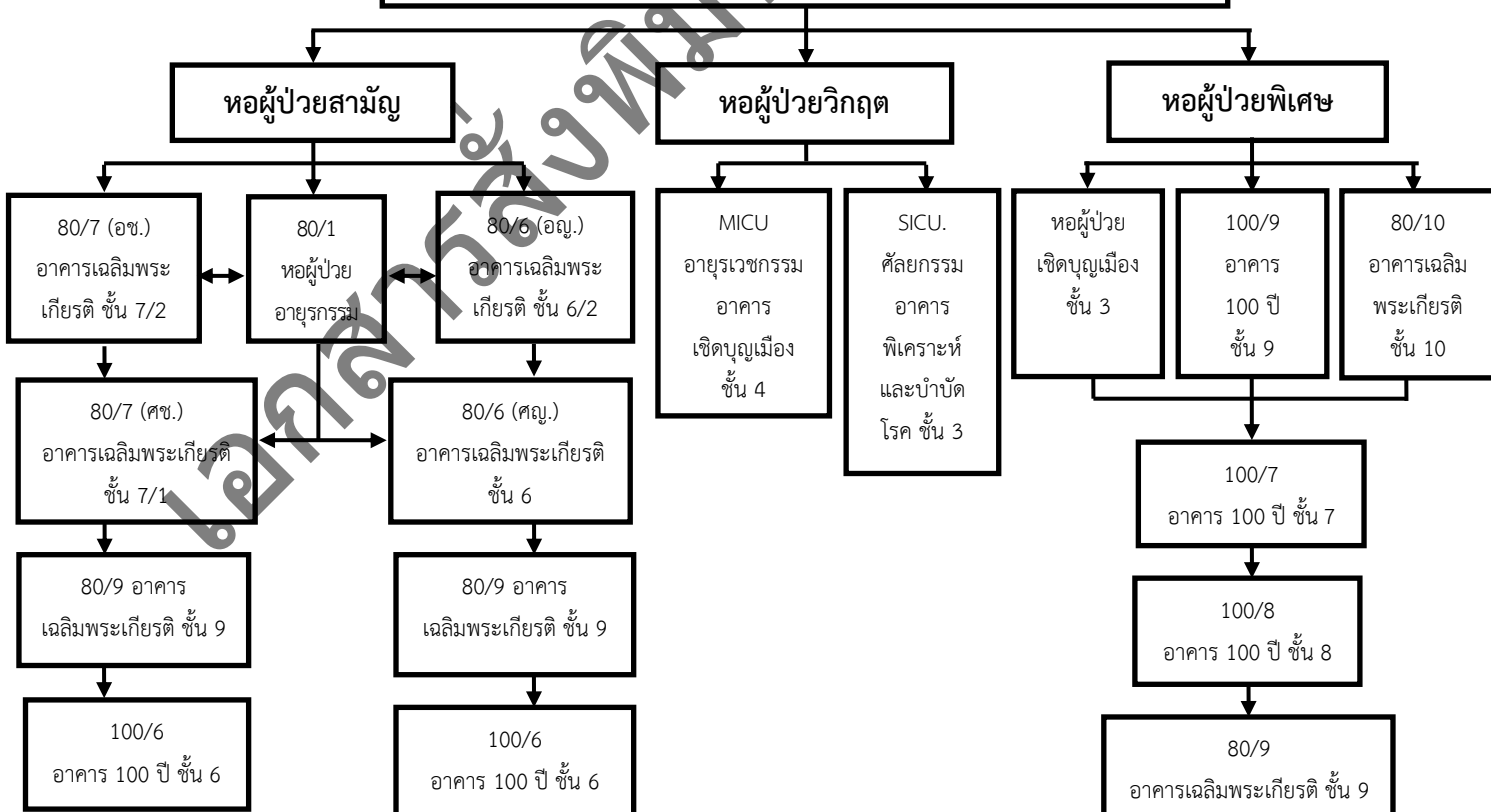 หอผู้ป่วยสามัญ
หอผู้ป่วยวิกฤต
หอผู้ป่วยพิเศษ
80/7 (อช.)
อาคารเฉลิมพระ
เกียรติ ชั้น 7/2
80/1
หอผู้ป่วย
อายุรกรรม
80/6 (อญ.)
อาคารเฉลิมพระ
เกียรติ ชั้น 6/2
MICU
อายุรเวชกรรม
อาคาร
เชิดบุญเมือง
ชั้น 4
SICU.
ศัลยกรรม
อาคาร
พิเคราะห์
และบำบัด
โรค ชั้น 3
หอผู้ป่วย
เชิดบุญเมือง
ชั้น 3
100/9
อาคาร
100 ปี
ชั้น 9
80/10
อาคารเฉลิม
พระเกียรติ
ชั้น 10
80/7 (ศช.)
อาคารเฉลิมพระเกียรติ
ชั้น 7/1
80/6 (ศญ.)
อาคารเฉลิมพระเกียรติ
ชั้น 6
100/7
อาคาร 100 ปี ชั้น 7
80/9 อาคาร
เฉลิมพระเกียรติ ชั้น 9
80/9 อาคาร
เฉลิมพระเกียรติ ชั้น 9
100/8
อาคาร 100 ปี ชั้น 8
100/6
อาคาร 100 ปี ชั้น 6
100/6
อาคาร 100 ปี ชั้น 6
80/9
อาคารเฉลิมพระเกียรติ ชั้น 9